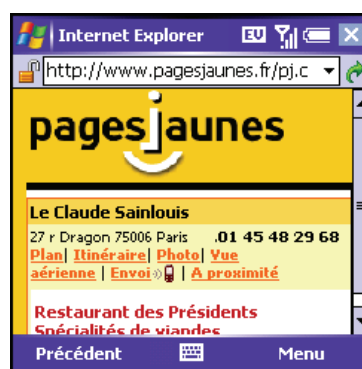 Internet Explorer EU
http://www.pagesjaunes.fr/pj.c
pagesjaunes
Le Claude Sainlouis
27 r Dragon 75006 Paris .01 45 48 29 68
Plan| Itinéraire| Photo| Vue
aérienne | Envoi | A proximité
Restaurant des Présidents
Spécialités de viandes
Précédent Menu